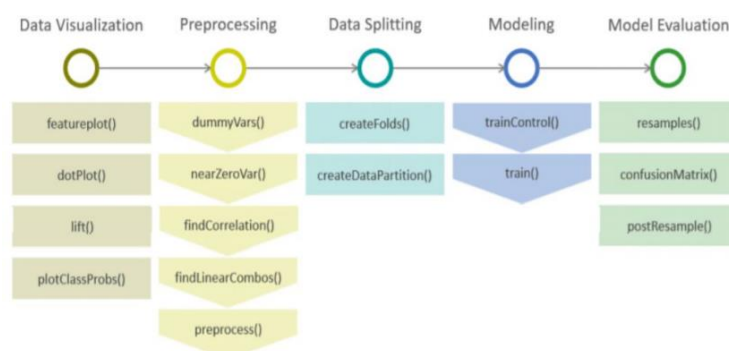 Data Visualization
Preprocessing
Data Splitting
Modeling
Model Evaluation
featureplot()
dotPlot()
lift()
plotClassProbs()
dummyVars()
nearZeroVar()
findCorrelation()
findLinearCombos()
preprocess()
createFolds()
createDataPartition()
trainControl()
train()
resamples()
confusionMatrix()
postResample()